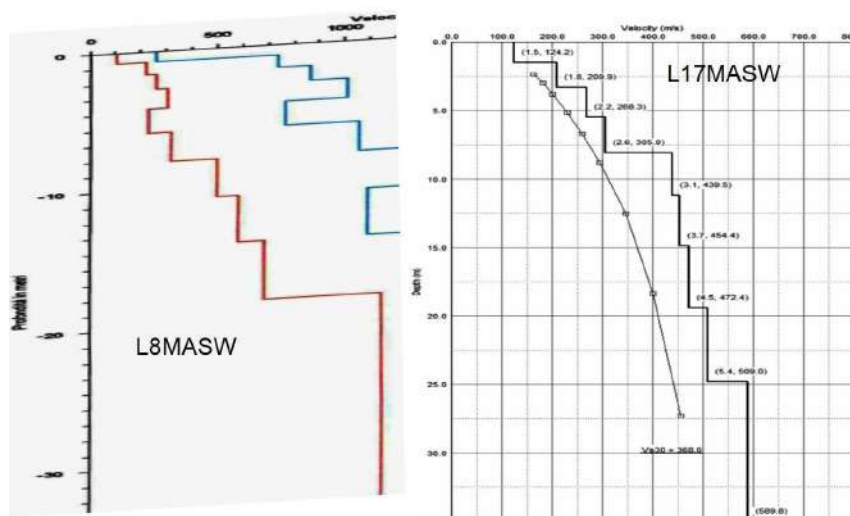 Veloc
0
500
1000
0
-10
-20
-30
Profondità in metri
L8MASW
Velocity (m/s)
0.0 100.0 200.0 300.0 400.0 500.0 600.0 700.0
L17MASW
0.0
5.0
10.0
15.0
20.0
25.0
30.0
Depth (m)
(1.5, 124.2)
(1.8, 209.9)
(2.2, 268.3)
(2.6, 305.0)
(3.1, 439.5)
(3.7, 454.4)
(4.5, 472.4)
(5.4, 509.0)
(589.8)
Vs30 = 368.0